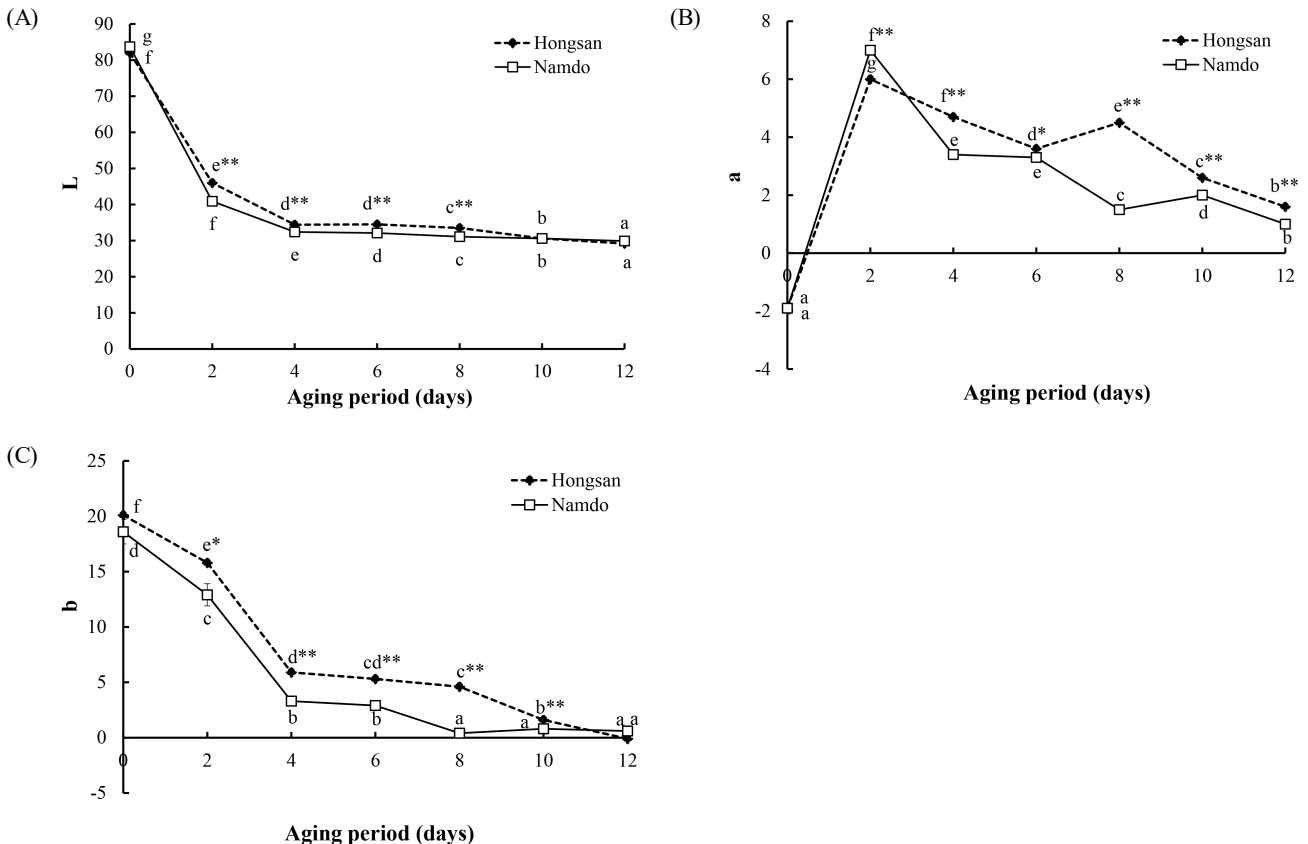 (A)
90
80
70
60
50
40
30
20
10
0
L
g
f
e**
f
d**
e
d**
d
c**
c
b
b
a
a
Hongsan
Namdo
0 2 4 6 8 10 12
Aging period (days)
(B)
8
6
4
2
0
-2
-4
a
f**
g
f**
e
d*
e
e**
c
c**
d
b**
b
a
a
Hongsan
Namdo
0 2 4 6 8 10 12
Aging period (days)
(C)
25
20
15
10
5
0
-5
b
f
d
e*
c
d**
b
cd**
b
c**
a
b**
a
a a
Hongsan
Namdo
0 2 4 6 8 10 12
Aging period (days)